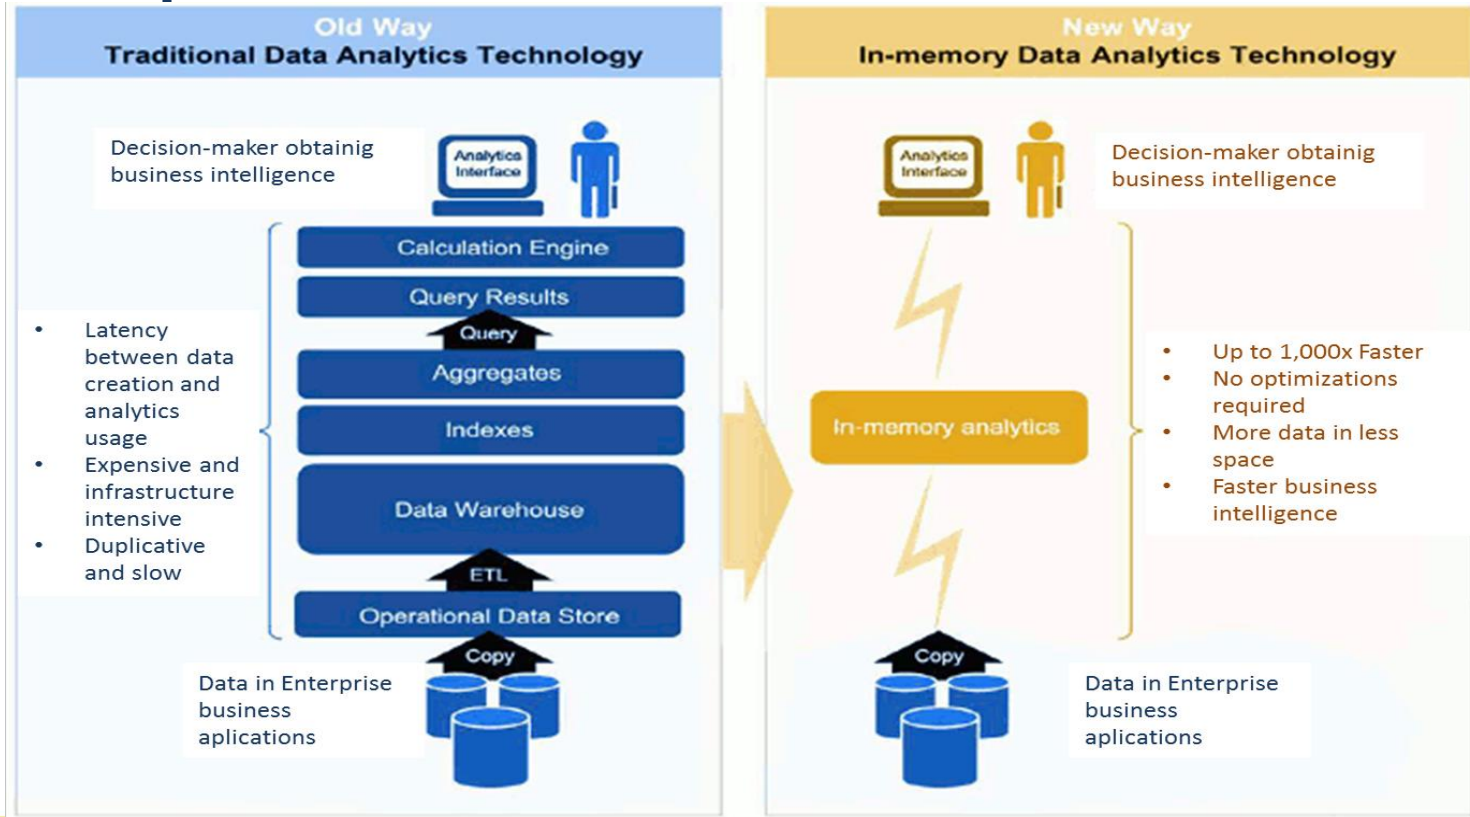 Old Way
Traditional Data Analytics Technology
Decision-maker obtainig
business intelligence
Analytics
Interface
Calculation Engine
Query Results
Query
Aggregates
Indexes
Data Warehouse
ETL
Operational Data Store
Copy
• Latency
between data
creation and
analytics
usage
• Expensive and
infrastructure
intensive
• Duplicative
and slow
Data in Enterprise
business
aplications
New Way
In-memory Data Analytics Technology
Analytics
Interface
Decision-maker obtainig
business intelligence
In-memory analytics
• Up to 1,000x Faster
• No optimizations
required
• More data in less
space
• Faster business
intelligence
Copy
Data in Enterprise
business
aplications